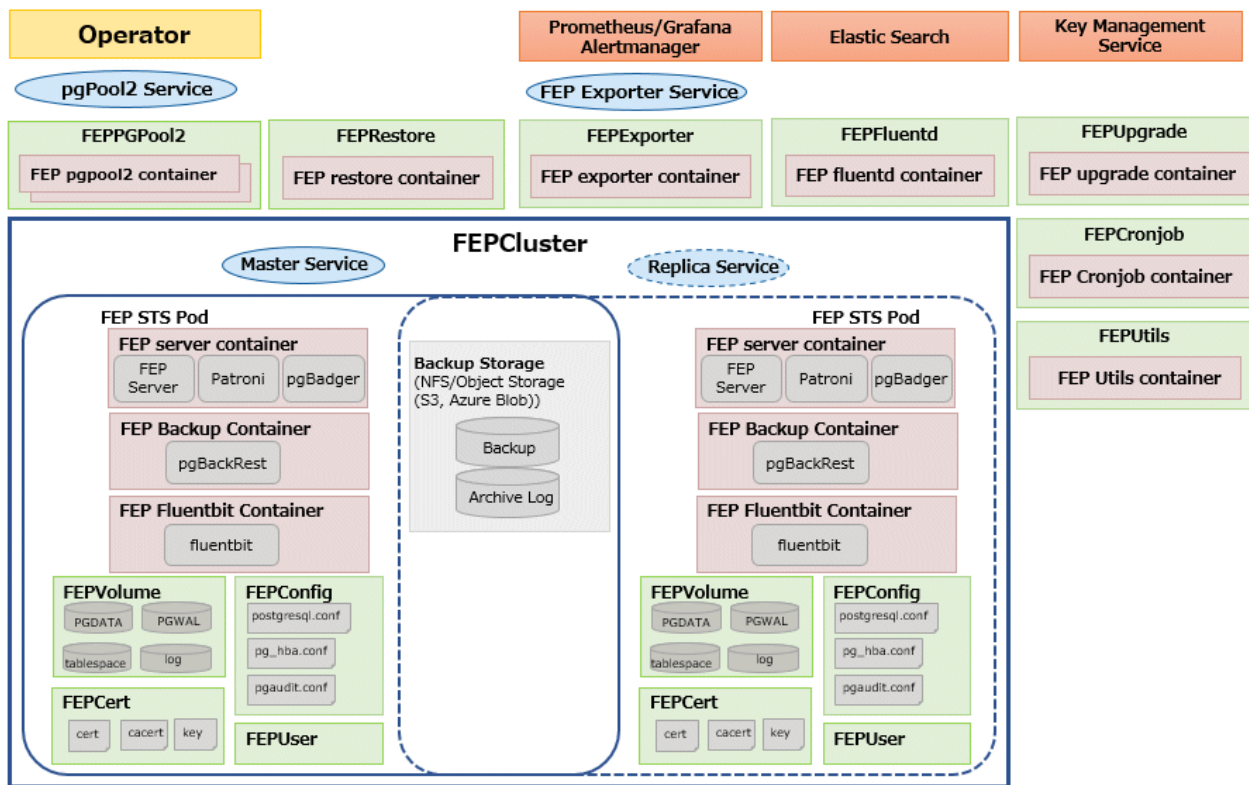 Operator
Prometheus/Grafana
Alertmanager
Elastic Search
Key Management
Service
pgPool2 Service
FEP Exporter Service
FEPPGPool2
FEP pgpool2 container
FEPRestore
FEP restore container
FEPExporter
FEP exporter container
FEPFluentd
FEP fluentd container
FEPUpgrade
FEP upgrade container
FEPCronjob
FEP Cronjob container
FEPUtils
FEP Utils container
FEPCluster
Master Service
Replica Service
FEP STS Pod
FEP server container
FEP
Server
Patroni
pgBadger
FEP Backup Container
pgBackRest
FEP Fluentbit Container
fluentbit
FEPVolume
PGDATA
PGWAL
tablespace
log
FEPConfig
postgresql.conf
pg_hba.conf
pgaudit.conf
FEPCert
cert
cacert
key
FEPUser
Backup Storage
(NFS/Object Storage
(S3, Azure Blob))
Backup
Archive Log
FEP STS Pod
FEP server container
FEP
Server
Patroni
pgBadger
FEP Backup Container
pgBackRest
FEP Fluentbit Container
fluentbit
FEPVolume
PGDATA
PGWAL
tablespace
log
FEPConfig
postgresql.conf
pg_hba.conf
pgaudit.conf
FEPCert
cert
cacert
key
FEPUser